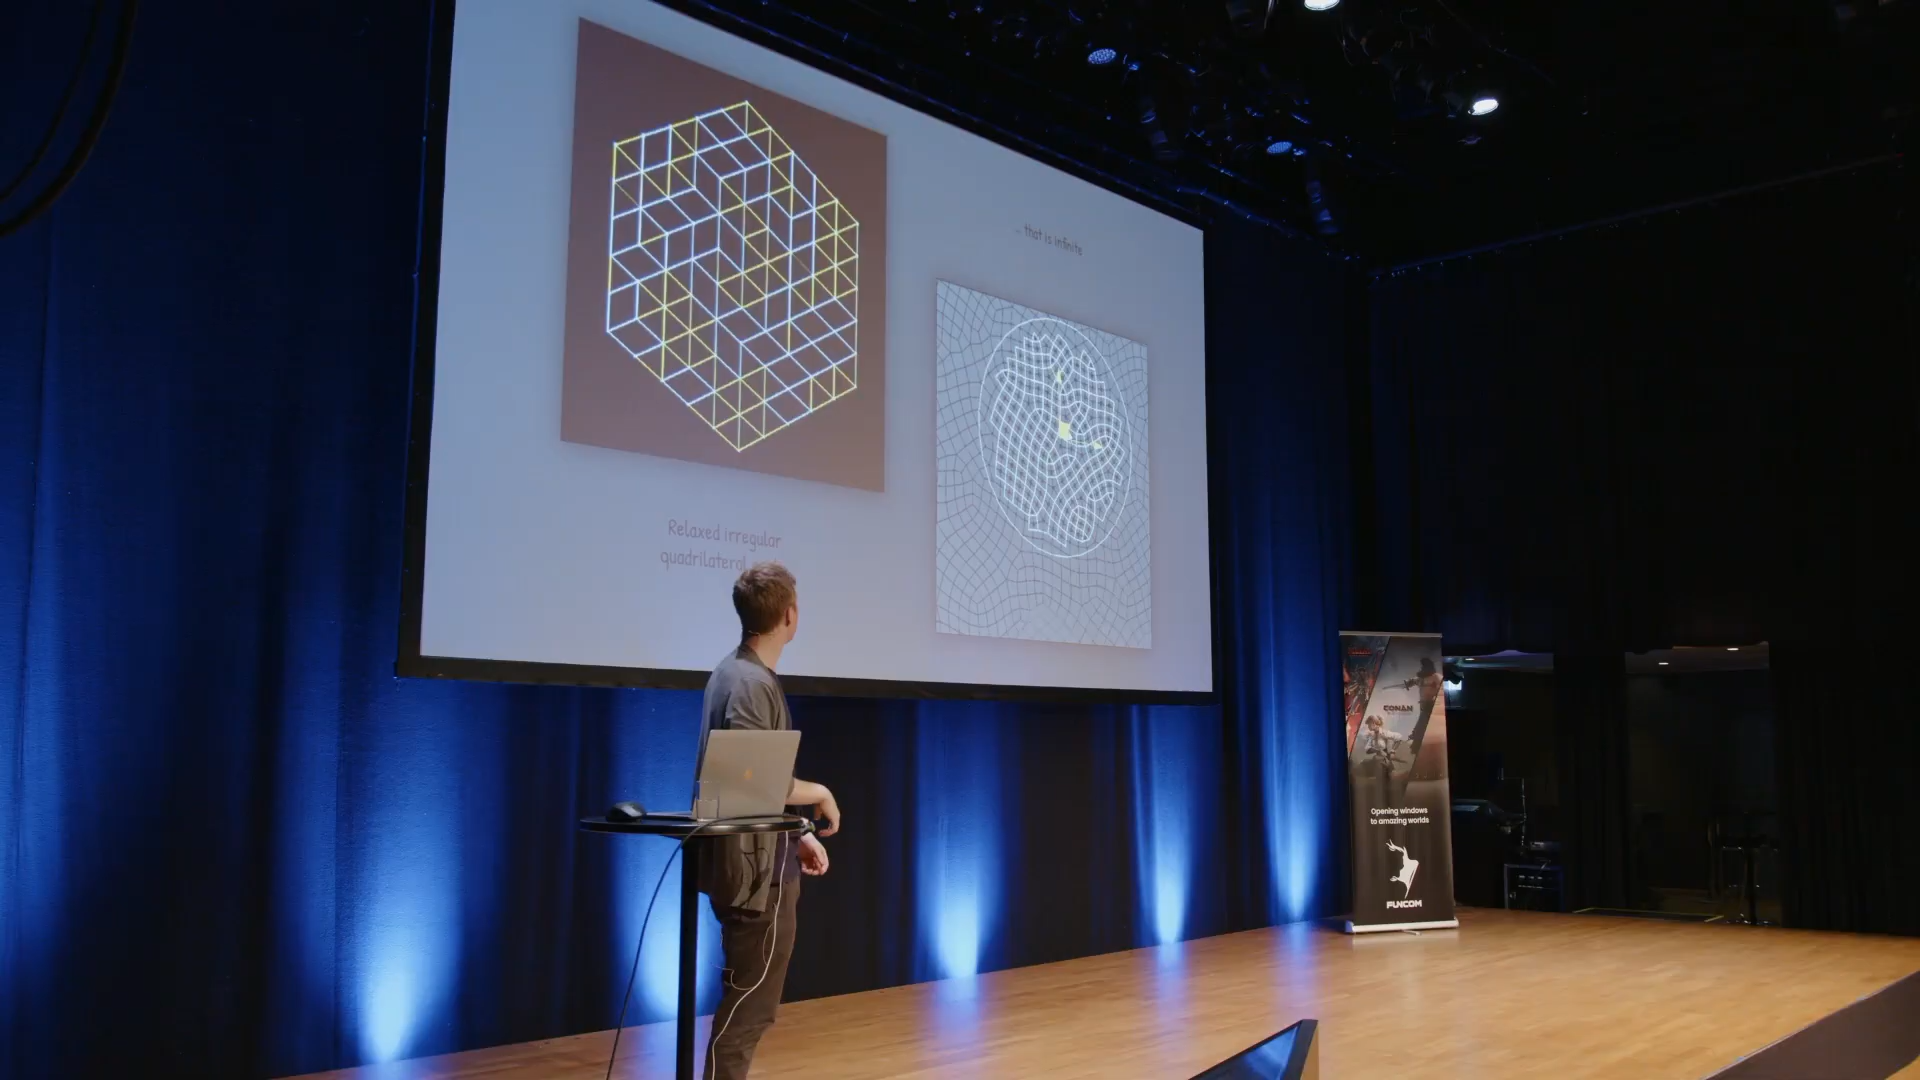 … that is infinite
Relaxed irregular
quadrilateral
CONAN
Opening windows
to amazing worlds
FUNCOM